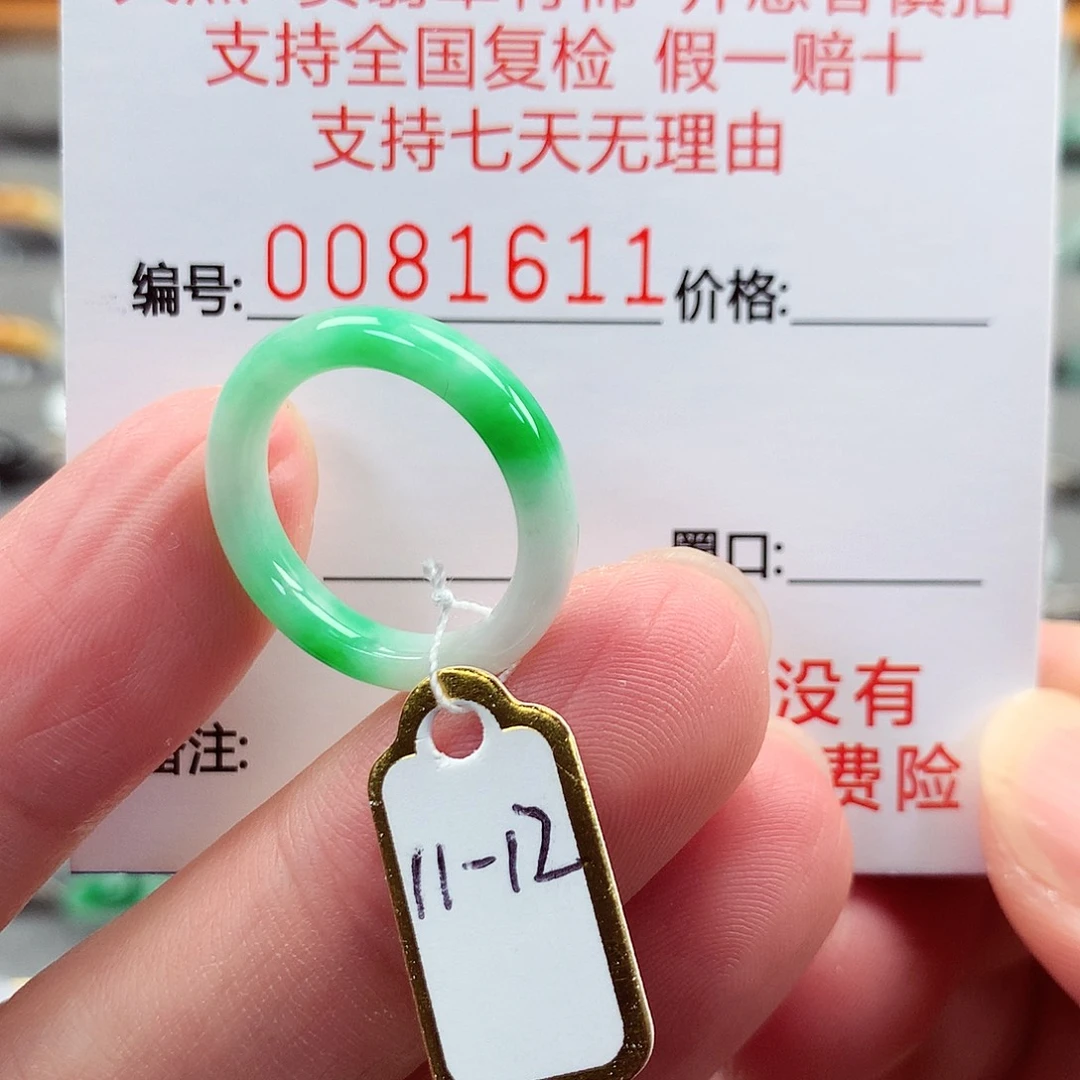 支持全国复检 假一赔十
支持七天无理由
编号: 0081611 价格:
圈口:
没有
备注:
费险
11-12